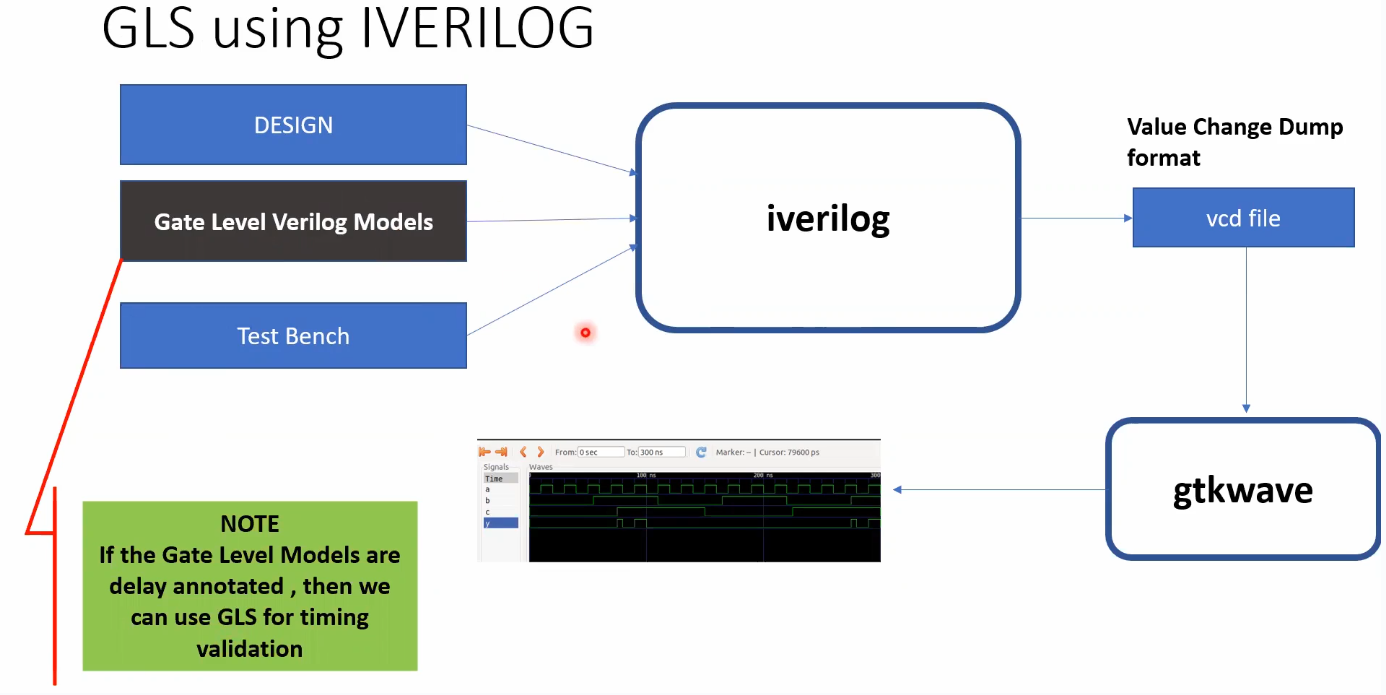 GLS using IVERILOG
DESIGN
Gate Level Verilog Models
Test Bench
iverilog
Value Change Dump
format
vcd file
gtkwave
From: 0 sec To: 300 ns Marker: -- | Cursor: 79600 ps
Signals
Waves
Time
100 ns 200 ns 300
a
b
c
y
NOTE
If the Gate Level Models are
delay annotated , then we
can use GLS for timing
validation